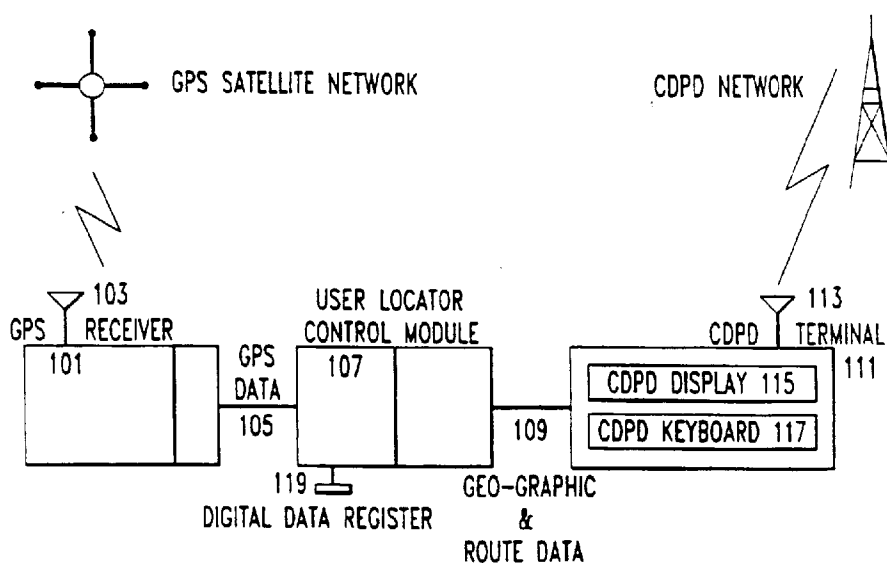 GPS SATELLITE NETWORK
CDPD NETWORK
103
GPS RECEIVER
101
GPS
DATA
105
USER LOCATOR
CONTROL MODULE
107
119
DIGITAL DATA REGISTER
109
GEO-GRAPHIC
&
ROUTE DATA
113
CDPD TERMINAL
111
CDPD DISPLAY 115
CDPD KEYBOARD 117